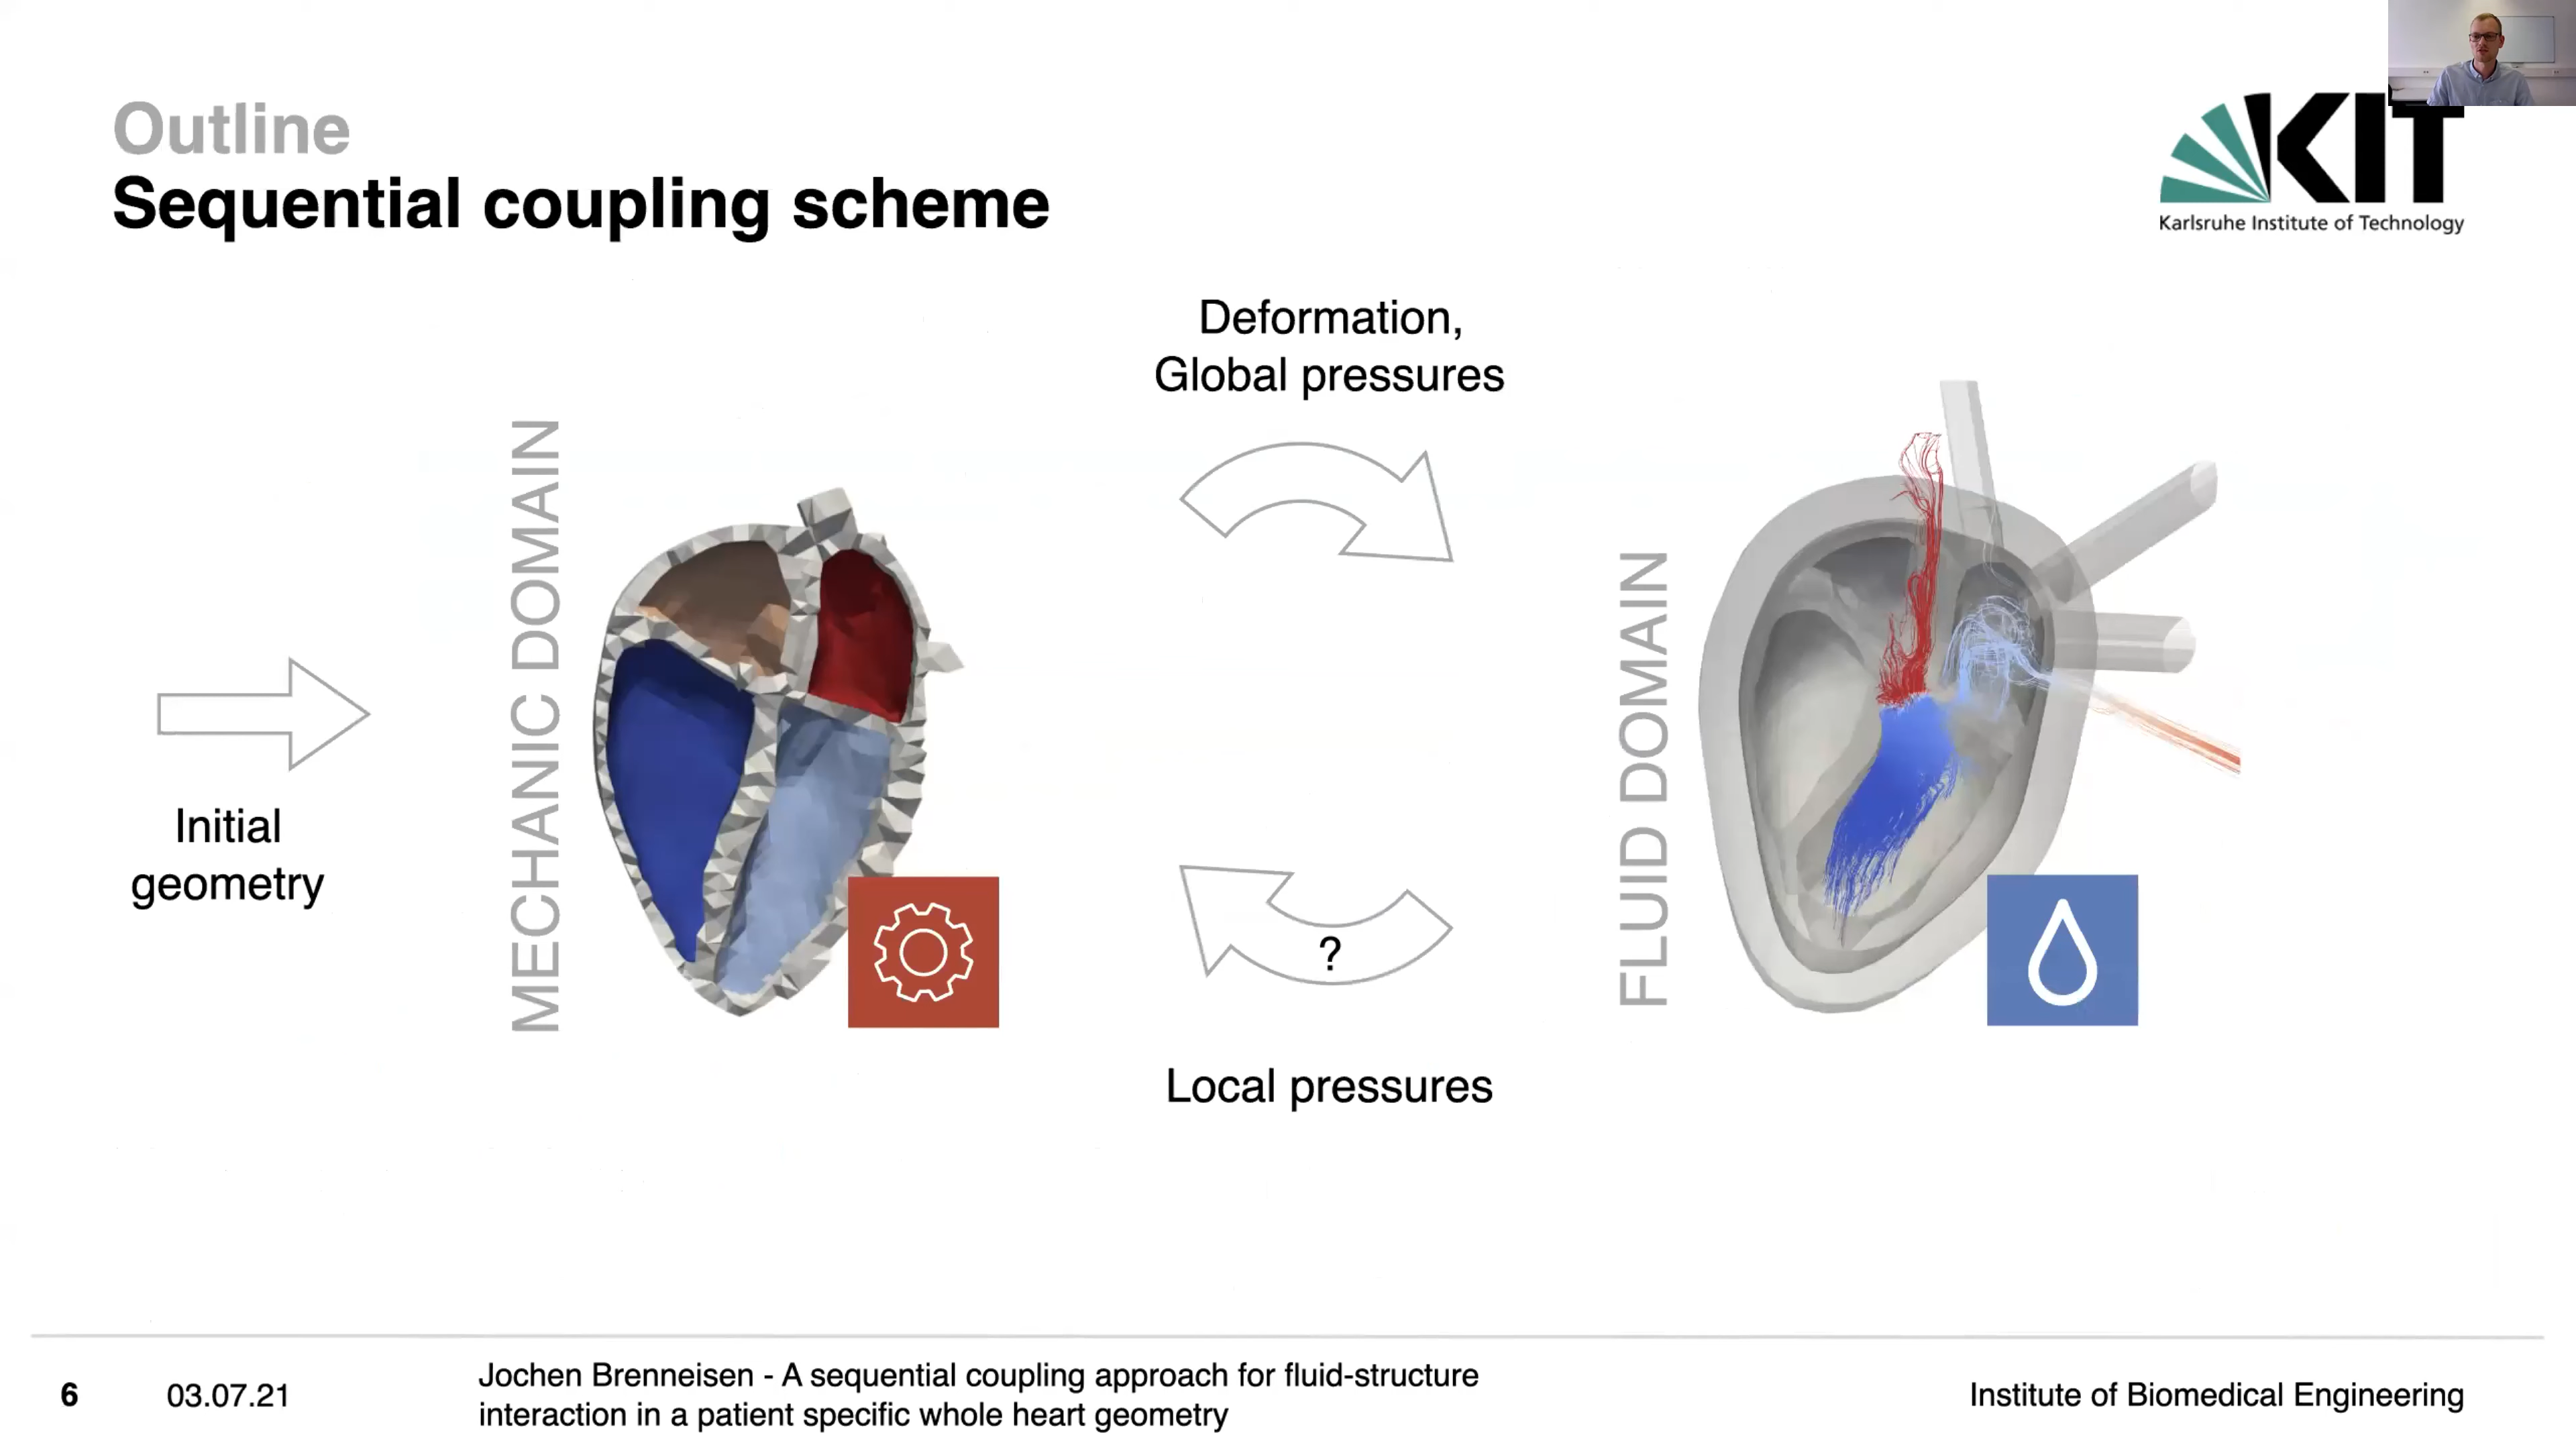 Outline
Sequential coupling scheme
KIT
Karlsruhe Institute of Technology
Deformation,
Global pressures
MECHANIC DOMAIN
FLUID DOMAIN
Initial
geometry
?
Local pressures
6
03.07.21
Jochen Brenneisen - A sequential coupling approach for fluid-structure
interaction in a patient specific whole heart geometry
Institute of Biomedical Engineering